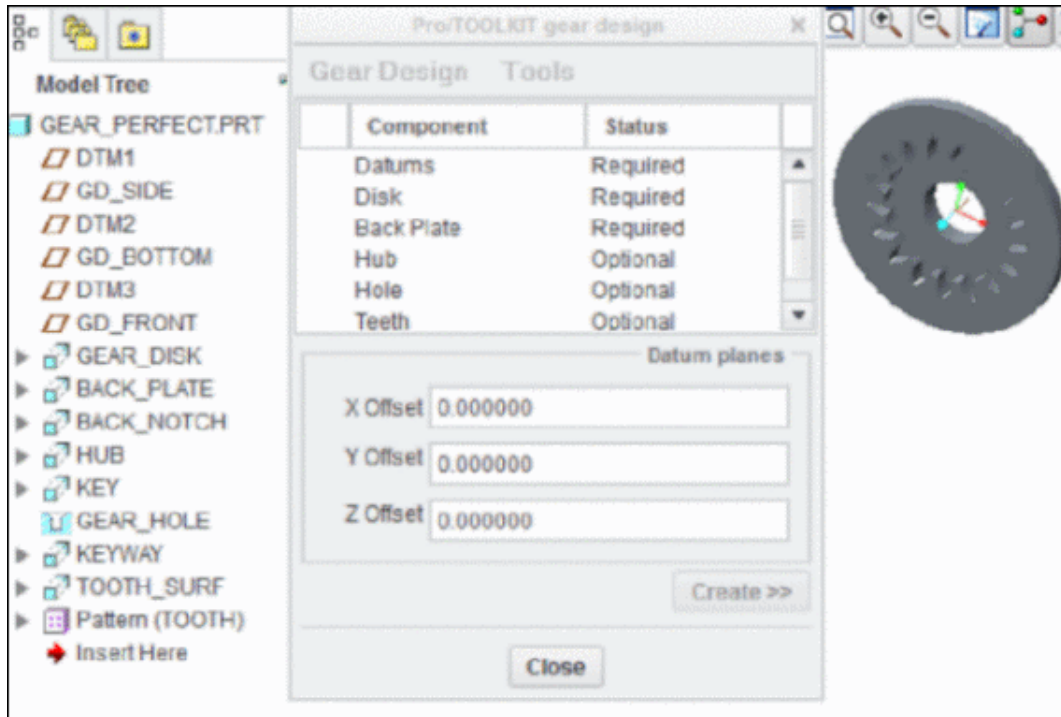 Pro/TOOLKIT gear design
Gear Design Tools
Component Status
Datums Required
Disk Required
Back Plate Required
Hub Optional
Hole Optional
Teeth Optional
Datum planes
X Offset 0.000000
Y Offset 0.000000
Z Offset 0.000000
Create >>
Close
Model Tree
GEAR_PERFECT.PRT
DTM1
GD_SIDE
DTM2
GD_BOTTOM
DTM3
GD_FRONT
GEAR_DISK
BACK_PLATE
BACK_NOTCH
HUB
KEY
GEAR_HOLE
KEYWAY
TOOTH_SURF
Pattern (TOOTH)
Insert Here